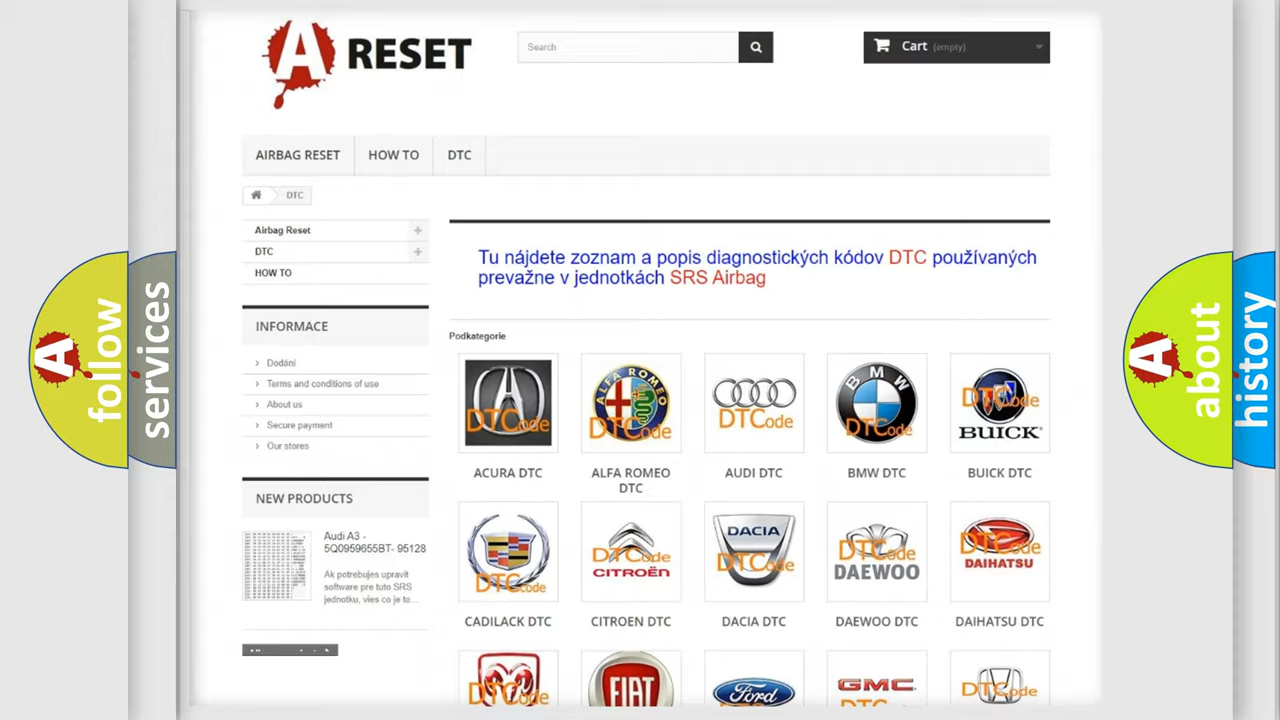 A RESET
Search
Cart (empty)
AIRBAG RESET
HOW TO
DTC
DTC
Airbag Reset
DTC
HOW TO
Tu nájdete zoznam a popis diagnostických kódov DTC používaných
prevažne v jednotkách SRS Airbag
INFORMACE
Podkategorie
Dodání
Terms and conditions of use
About us
Secure payment
Our stores
DTCode
ALFA ROMEO
DTCode
DTCode
BMW
DTCode
DTCode
BUICK
ACURA DTC
ALFA ROMEO
DTC
AUDI DTC
BMW DTC
BUICK DTC
NEW PRODUCTS
Audi A3 -
5Q0959655BT- 95128
Ak potrebujes upravit
software pre tuto SRS
jednotku, vies co je to...
DTCode
DTCode
CITROËN
DACIA
DTCode
DTCode
DAEWOO
DTCode
DAIHATSU
CADILACK DTC
CITROEN DTC
DACIA DTC
DAEWOO DTC
DAIHATSU DTC
DTCode
FIAT
Ford
GMC
DTCode
A follow
services
A about
history